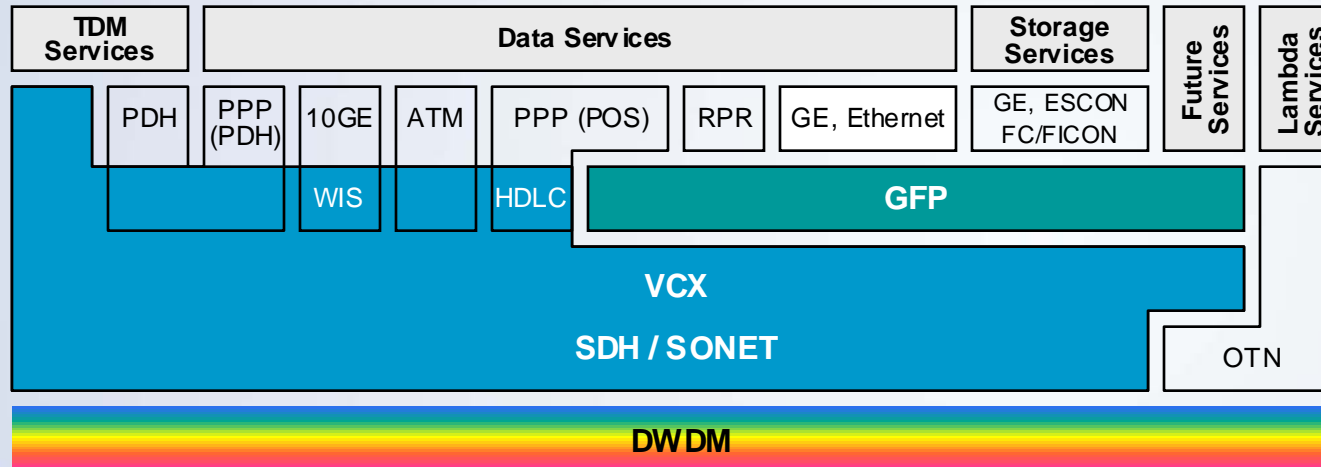 TDM
Services
Data Services
Storage
Services
Future
Services
Lambda
Services
PDH
PPP
(PDH)
10GE
ATM
PPP (POS)
RPR
GE, Ethernet
GE, ESCON
FC/FICON
WIS
HDLC
GFP
VCX
SDH / SONET
OTN
DWDM